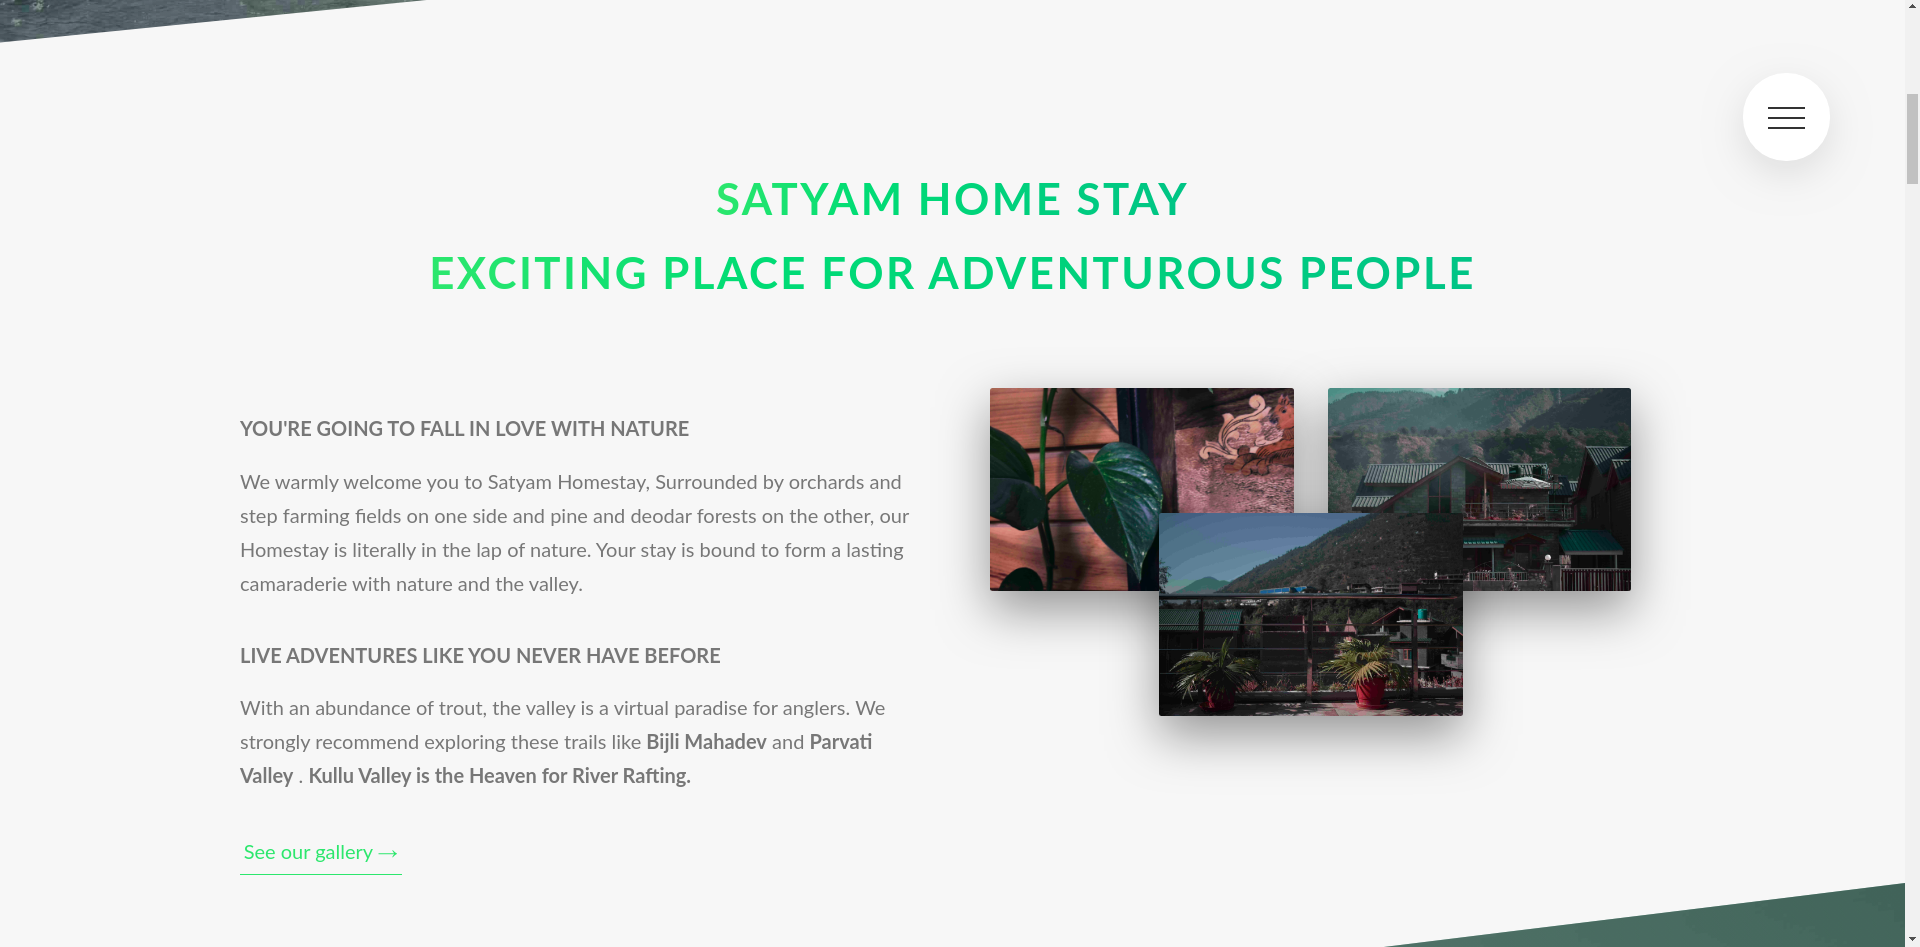 SATYAM HOME STAY
EXCITING PLACE FOR ADVENTUROUS PEOPLE
YOU'RE GOING TO FALL IN LOVE WITH NATURE
We warmly welcome you to Satyam Homestay, Surrounded by orchards and
step farming fields on one side and pine and deodar forests on the other, our
Homestay is literally in the lap of nature. Your stay is bound to form a lasting
camaraderie with nature and the valley.
LIVE ADVENTURES LIKE YOU NEVER HAVE BEFORE
With an abundance of trout, the valley is a virtual paradise for anglers. We
strongly recommend exploring these trails like Bijli Mahadev and Parvati
Valley . Kullu Valley is the Heaven for River Rafting.
See our gallery →